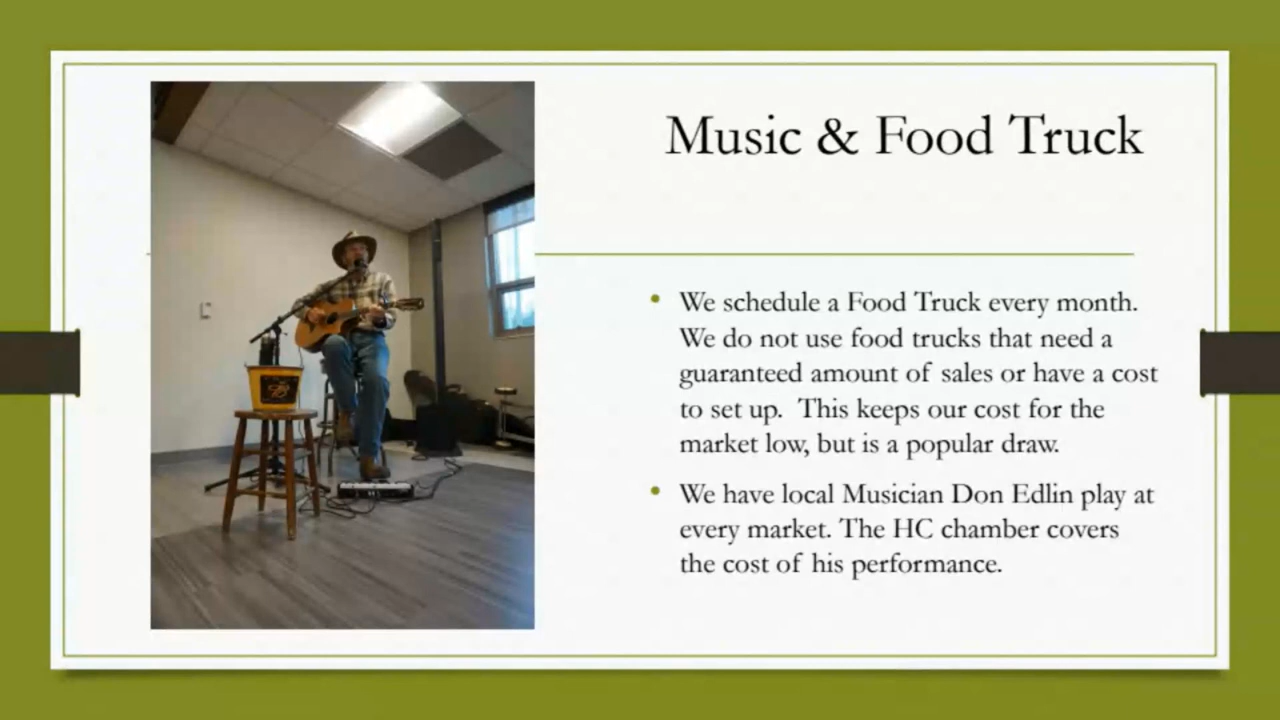 Music & Food Truck
• We schedule a Food Truck every month.
We do not use food trucks that need a
guaranteed amount of sales or have a cost
to set up.  This keeps our cost for the
market low, but is a popular draw.
• We have local Musician Don Edlin play at
every market. The HC chamber covers
the cost of his performance.